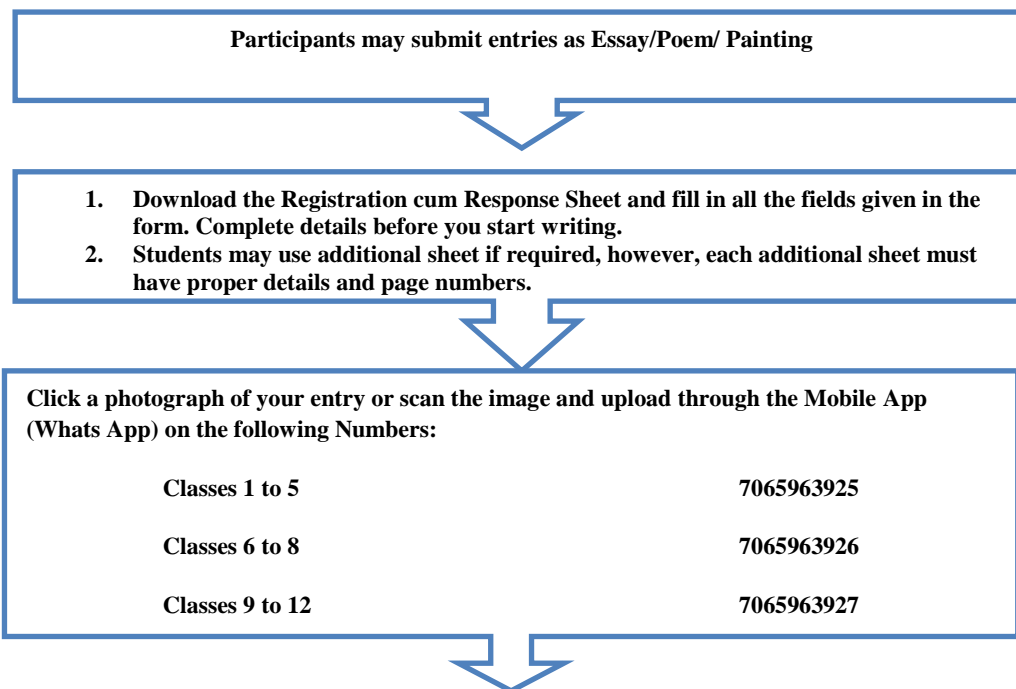 Participants may submit entries as Essay/Poem/ Painting
1. Download the Registration cum Response Sheet and fill in all the fields given in the
form. Complete details before you start writing.
2. Students may use additional sheet if required, however, each additional sheet must
have proper details and page numbers.
Click a photograph of your entry or scan the image and upload through the Mobile App
(Whats App) on the following Numbers:
Classes 1 to 5 7065963925
Classes 6 to 8 7065963926
Classes 9 to 12 7065963927